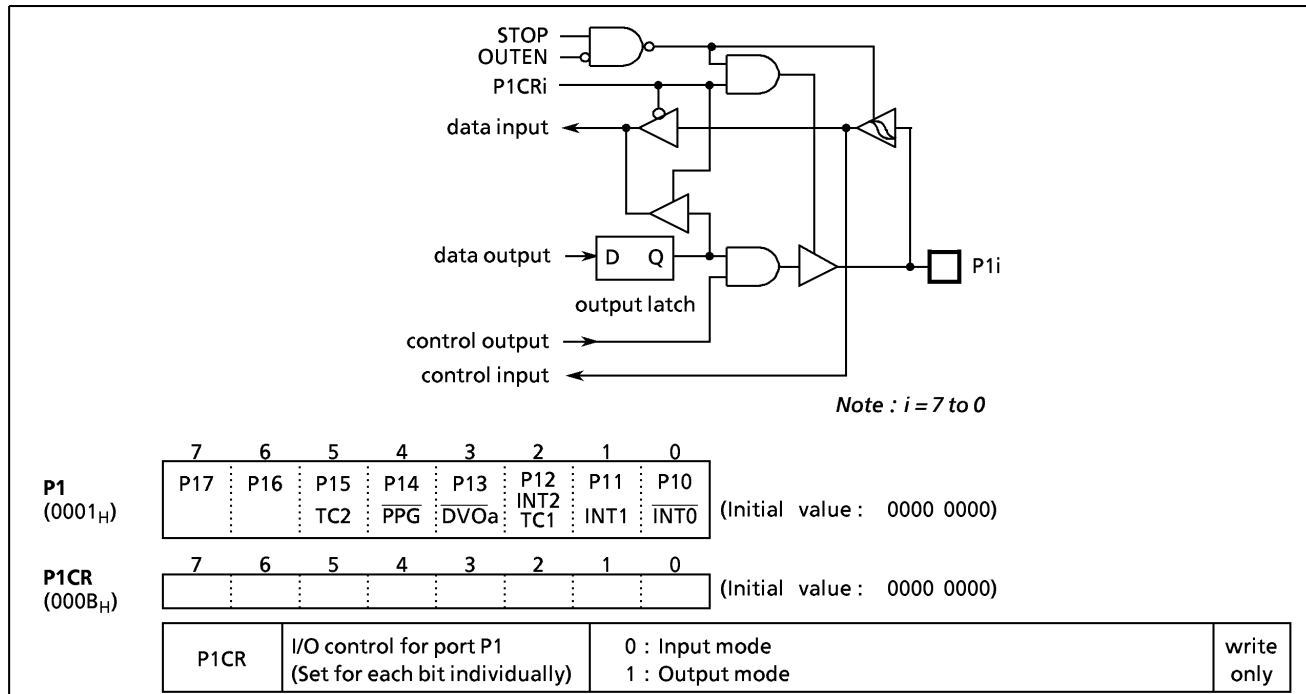 STOP
OUTEN
P1CRi
data input
data output
D Q
P1i
output latch
control output
control input
Note : i = 7 to 0
7 6 5 4 3 2 1 0
P1
(0001H)
P17 P16 P15 P14 P13 P12 P11 P10
TC2 PPG DVOa INT2 TC1 INT1 INT0
(Initial value : 0000 0000)
7 6 5 4 3 2 1 0
P1CR
(000BH)
(Initial value : 0000 0000)
P1CR
I/O control for port P1
(Set for each bit individually)
0 : Input mode
1 : Output mode
write
only